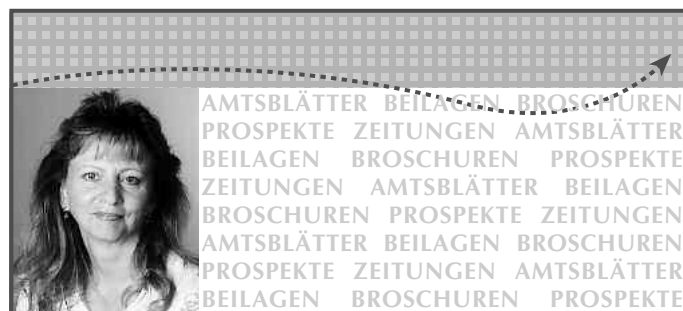 AMTSBLÄTTER BEILAGEN BROSCHUREN
PROSPEKTE ZEITUNGEN AMTSBLÄTTER
BEILAGEN BROSCHUREN PROSPEKTE
ZEITUNGEN AMTSBLÄTTER BEILAGEN
BROSCHUREN PROSPEKTE ZEITUNGEN
AMTSBLÄTTER BEILAGEN BROSCHUREN
PROSPEKTE ZEITUNGEN AMTSBLÄTTER
BEILAGEN BROSCHUREN PROSPEKTE